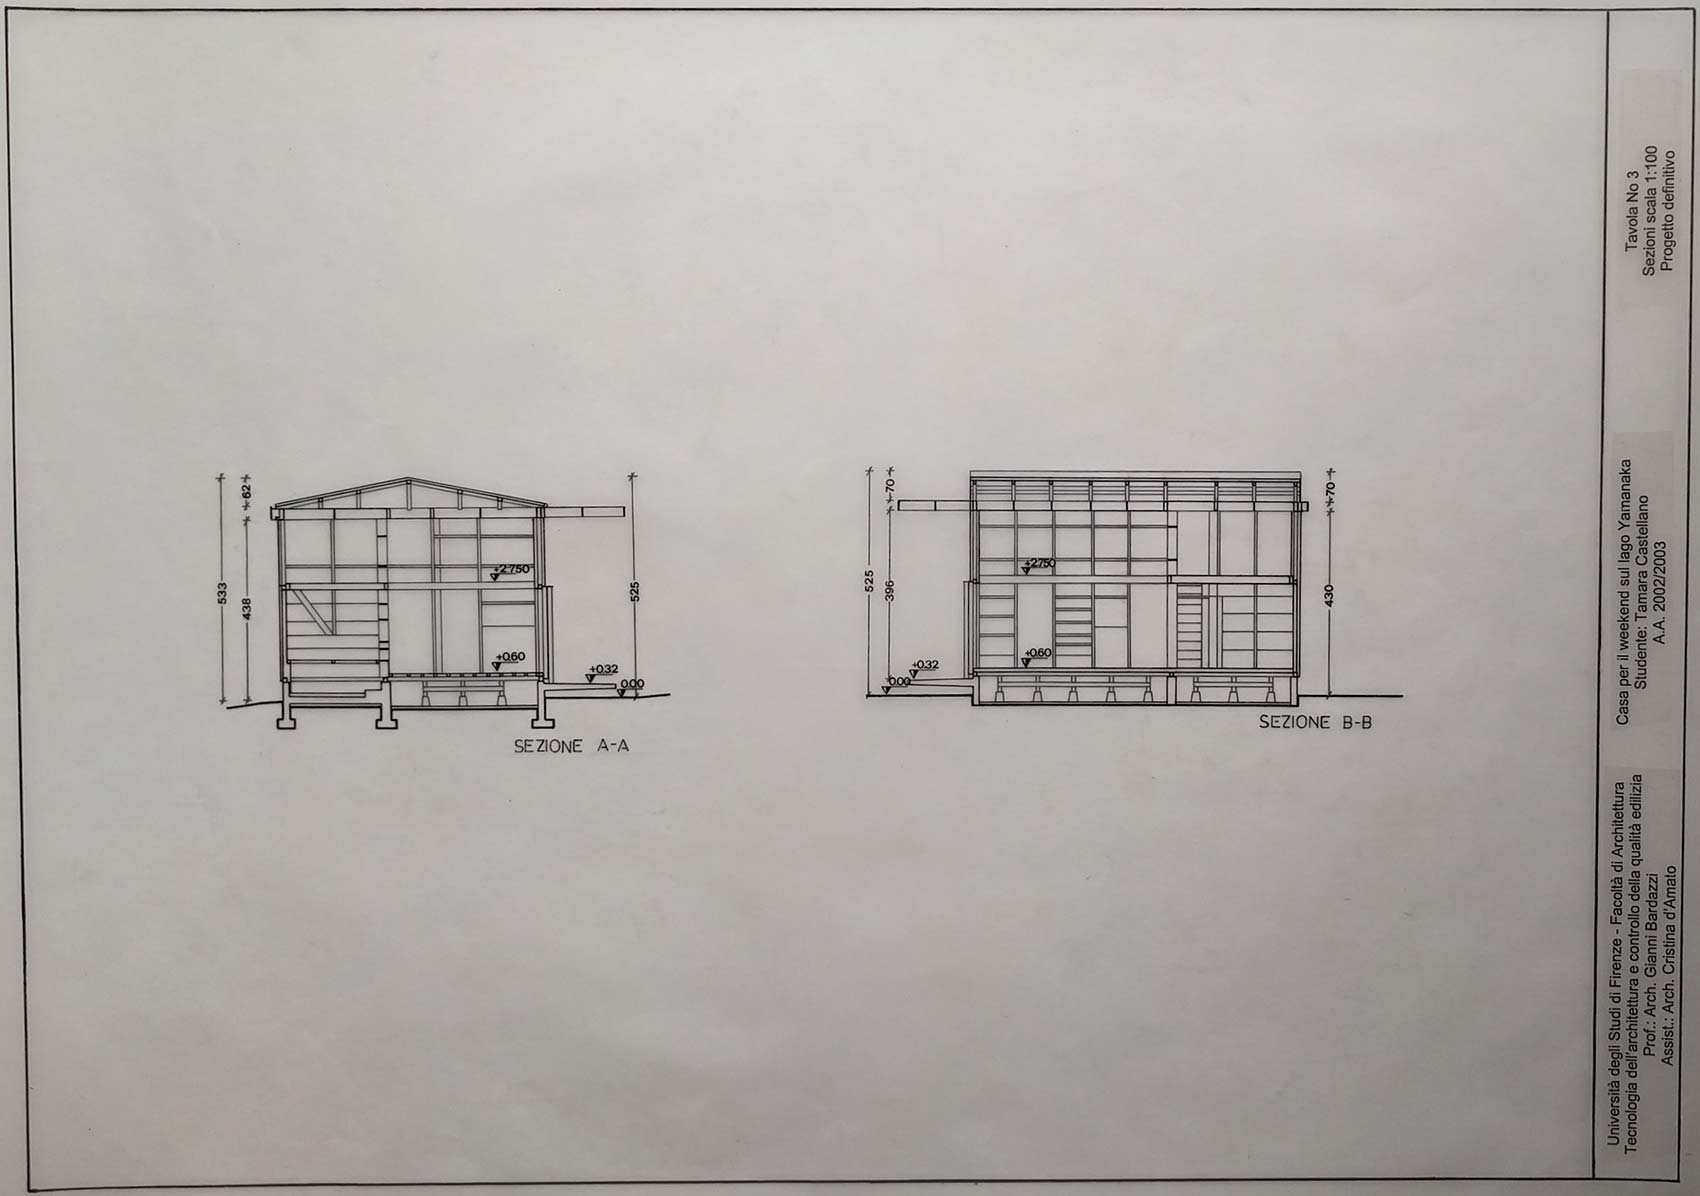 62
533
438
+2.750
525
+0.60
+0.32
0.00
SEZIONE A-A
70
525
396
+2.750
+0.60
+0.32
0.00
70
430
SEZIONE B-B
Tavola No 3
Sezioni scala 1:100
Progetto definitivo
Casa per il weekend sul lago Yamanaka
Studente: Tamara Castellano
A.A. 2002/2003
Università degli Studi di Firenze - Facoltà di Architettura
Tecnologia dell'architettura e controllo della qualità edilizia
Prof.: Arch. Gianni Bardazzi
Assist.: Arch. Cristina d'Amato